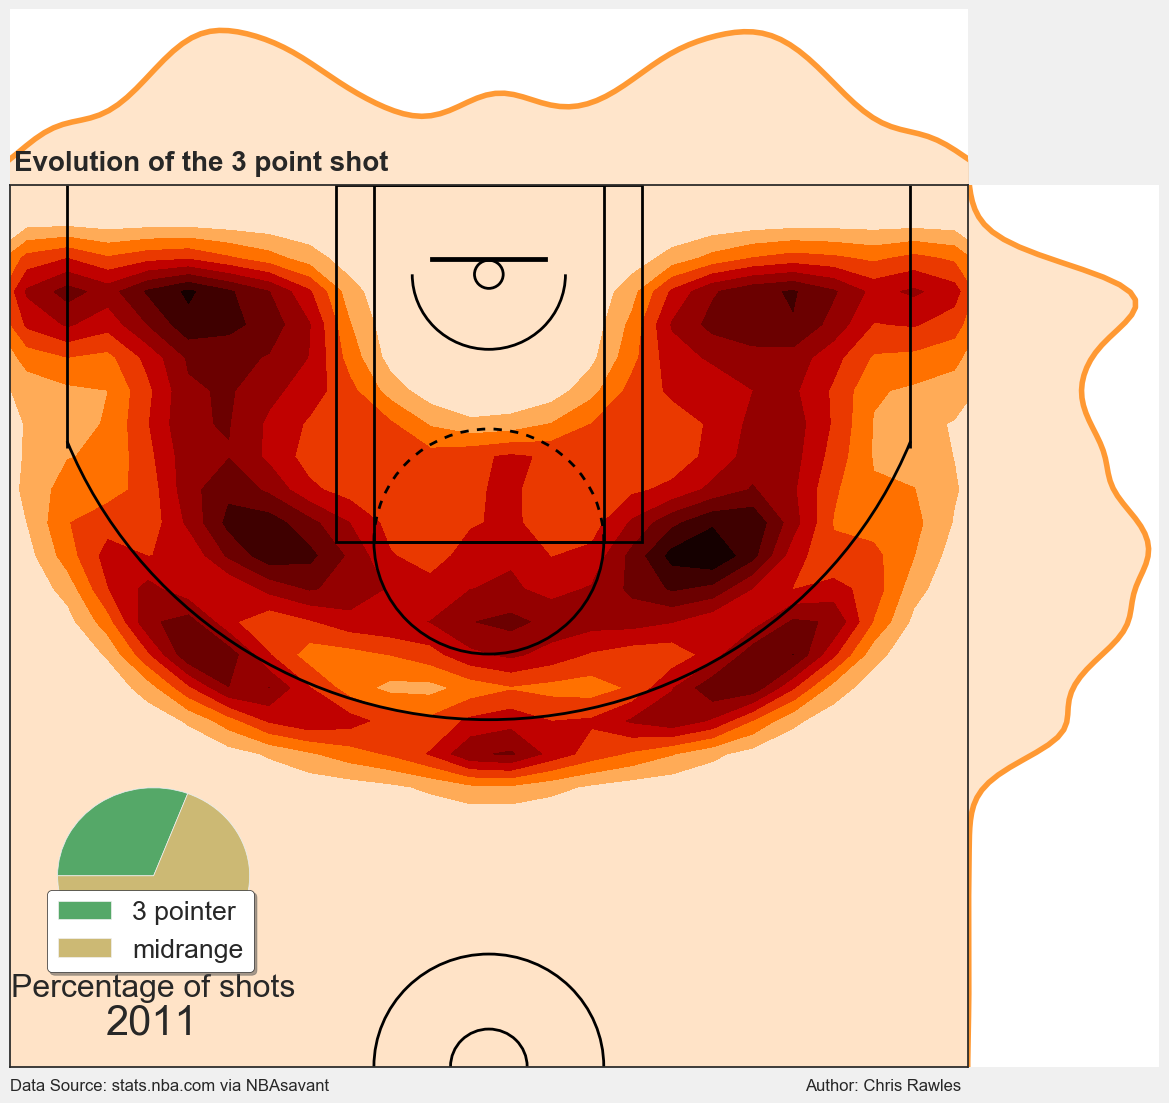 Evolution of the 3 point shot
3 pointer
midrange
Percentage of shots
2011
Data Source: stats.nba.com via NBAsavant
Author: Chris Rawles